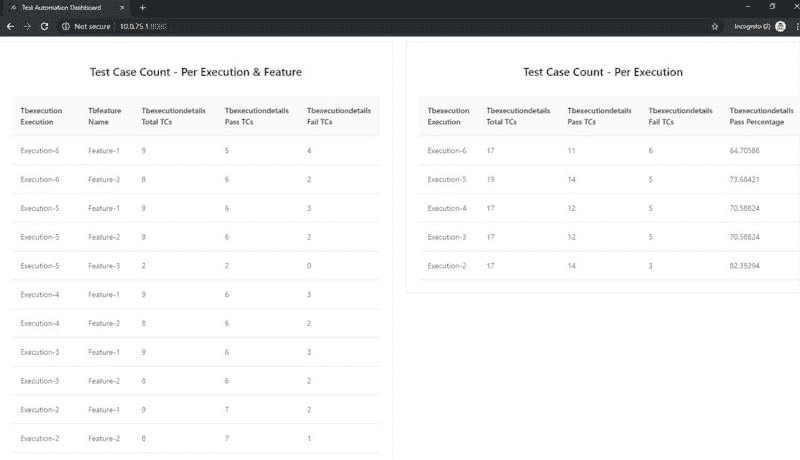 Test Automation Dashboard
Not secure 10.0.75.1:8080
Incognito (2)
Test Case Count - Per Execution & Feature
Tbexecution Execution Tbfeature Name Tbexecutiondetails Total TCs Tbexecutiondetails Pass TCs Tbexecutiondetails Fail TCs
Execution-6 Feature-1 9 5 4
Execution-6 Feature-2 8 6 2
Execution-5 Feature-1 9 6 3
Execution-5 Feature-2 8 6 2
Execution-5 Feature-3 2 2 0
Execution-4 Feature-1 9 6 3
Execution-4 Feature-2 8 6 2
Execution-3 Feature-1 9 6 3
Execution-3 Feature-2 8 6 2
Execution-2 Feature-1 9 7 2
Execution-2 Feature-2 8 7 1
Test Case Count - Per Execution
Tbexecution Execution Tbexecutiondetails Total TCs Tbexecutiondetails Pass TCs Tbexecutiondetails Fail TCs Tbexecutiondetails Pass Percentage
Execution-6 17 11 6 64.70588
Execution-5 19 14 5 73.68421
Execution-4 17 12 5 70.58824
Execution-3 17 12 5 70.58824
Execution-2 17 14 3 82.35294